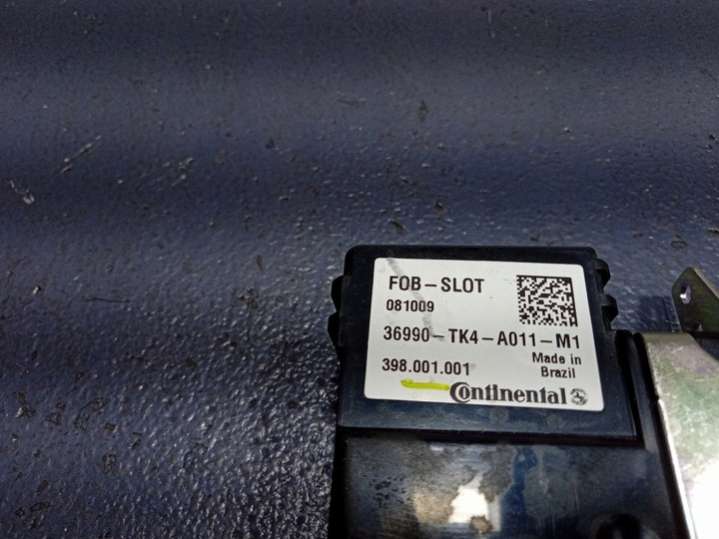 FOB-SLOT
081009
36990-TK4-A011-M1
398.001.001
Made in
Brazil
Continental